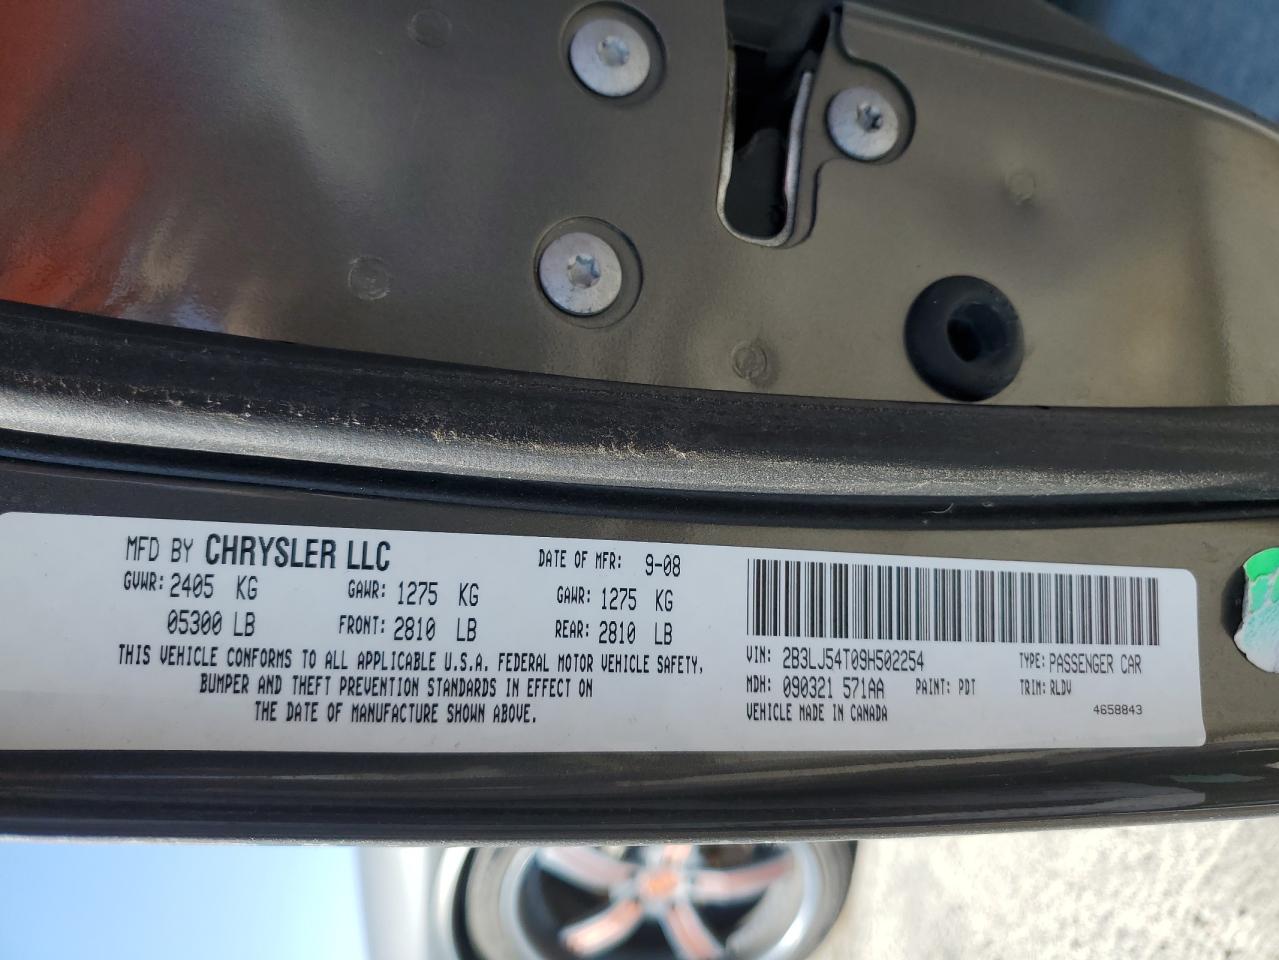 MFD BY CHRYSLER LLC DATE OF MFR: 9-08
GVWR: 2405 KG GAWR: 1275 KG GAWR: 1275 KG
05300 LB FRONT: 2810 LB REAR: 2810 LB
THIS VEHICLE CONFORMS TO ALL APPLICABLE U.S.A. FEDERAL MOTOR VEHICLE SAFETY,
BUMPER AND THEFT PREVENTION STANDARDS IN EFFECT ON
THE DATE OF MANUFACTURE SHOWN ABOVE.
VIN: 2B3LJ54T09H502254 TYPE: PASSENGER CAR
MDH: 090321 571AA PAINT: PDT TRIM: RLDV
VEHICLE MADE IN CANADA 4658843